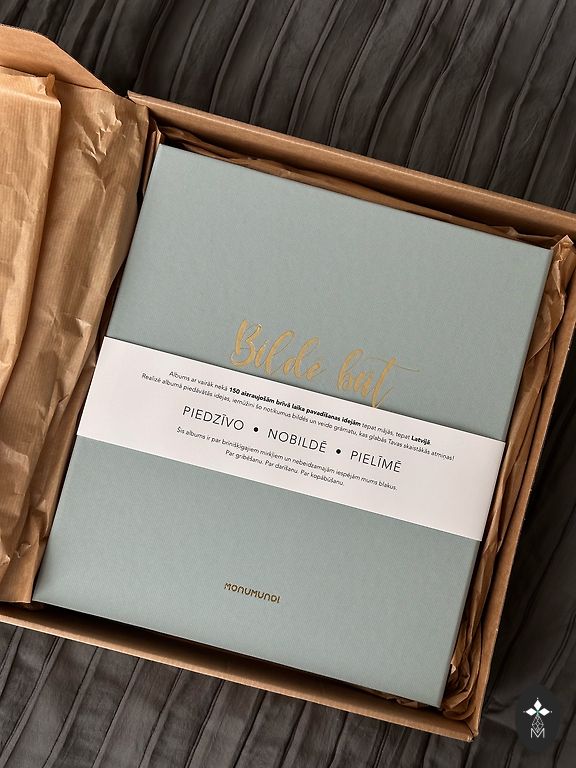 Bilde būt
Albums ar vairāk nekā 150 aizraujošām brīvā laika pavadīšanas idejām tepat mājās, tepat Latvijā.
Realizē albumā piedāvātās idejas, iemūžini šo notikumus bildēs un veido grāmatu, kas glabās Tavas skaistākās atmiņas!
PIEDZĪVO • NOBILDĒ • PIELĪMĒ
Šis albums ir par brīnišķīgajiem mirkļiem un nebeidzamajām iespējām mums blakus.
Par gribēšanu. Par darīšanu. Par kopābūšanu.
MONUMUNDI
M